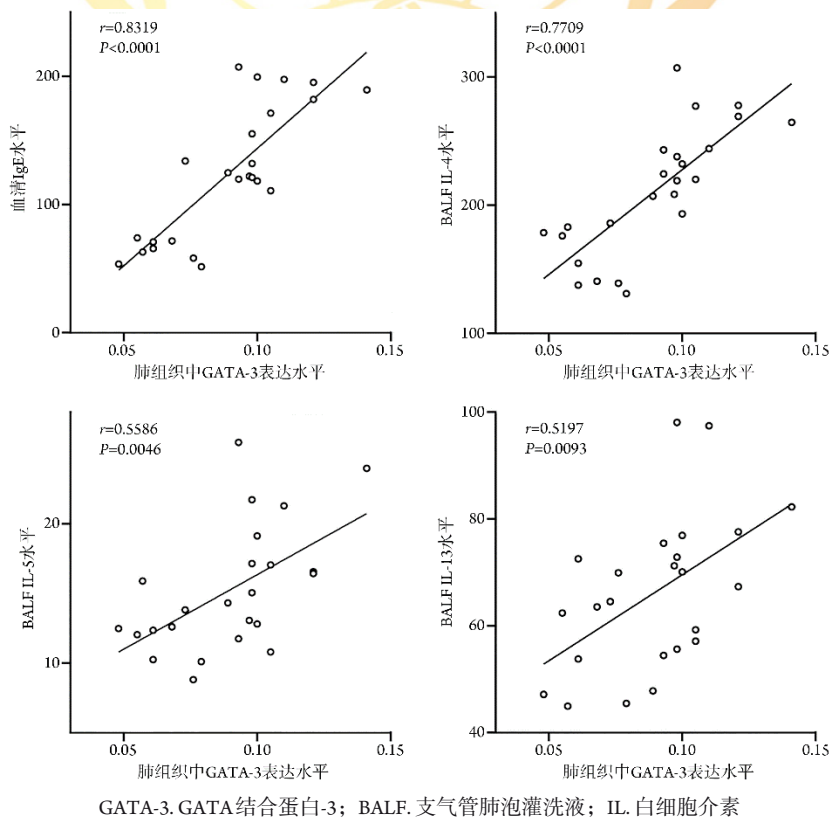 r=0.8319
P<0.0001
200
100
0
血清IgE水平
0.05 0.10 0.15
肺组织中GATA-3表达水平
r=0.7709
P<0.0001
300
200
100
BALF IL-4水平
0.05 0.10 0.15
肺组织中GATA-3表达水平
r=0.5586
P=0.0046
20
10
BALF IL-5水平
0.05 0.10 0.15
肺组织中GATA-3表达水平
r=0.5197
P=0.0093
100
80
60
40
BALF IL-13水平
0.05 0.10 0.15
肺组织中GATA-3表达水平
GATA-3. GATA结合蛋白-3；BALF. 支气管肺泡灌洗液；IL. 白细胞介素